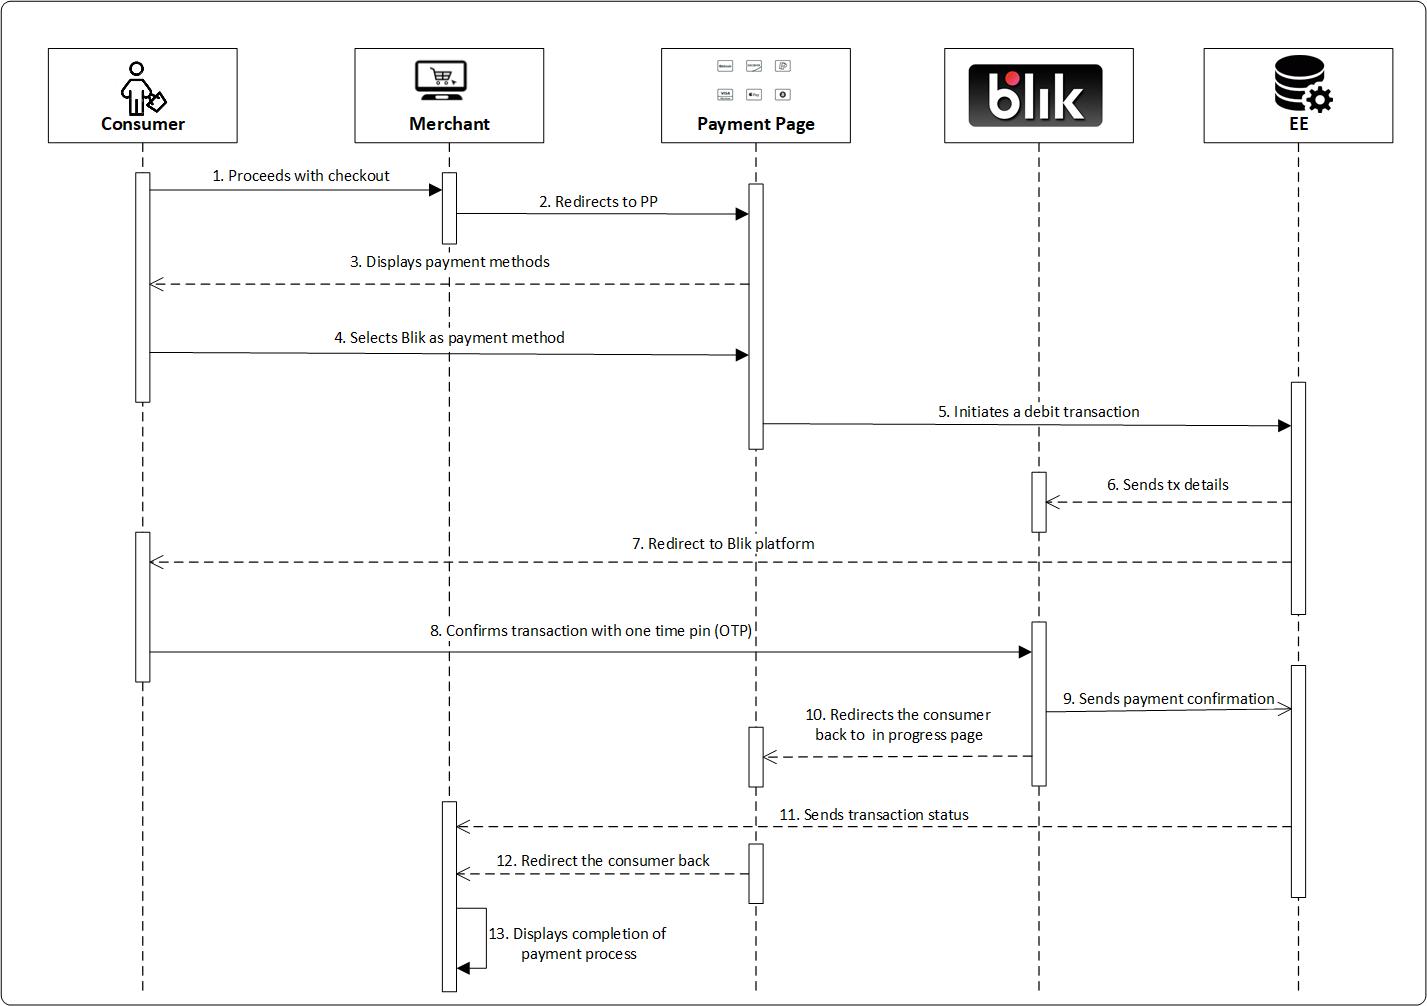 Consumer
Merchant
Payment Page
blik
EE
VISA
Pay
1. Proceeds with checkout
2. Redirects to PP
3. Displays payment methods
4. Selects Blik as payment method
5. Initiates a debit transaction
6. Sends tx details
7. Redirect to Blik platform
8. Confirms transaction with one time pin (OTP)
9. Sends payment confirmation
10. Redirects the consumer
back to in progress page
11. Sends transaction status
12. Redirect the consumer back
13. Displays completion of
payment process